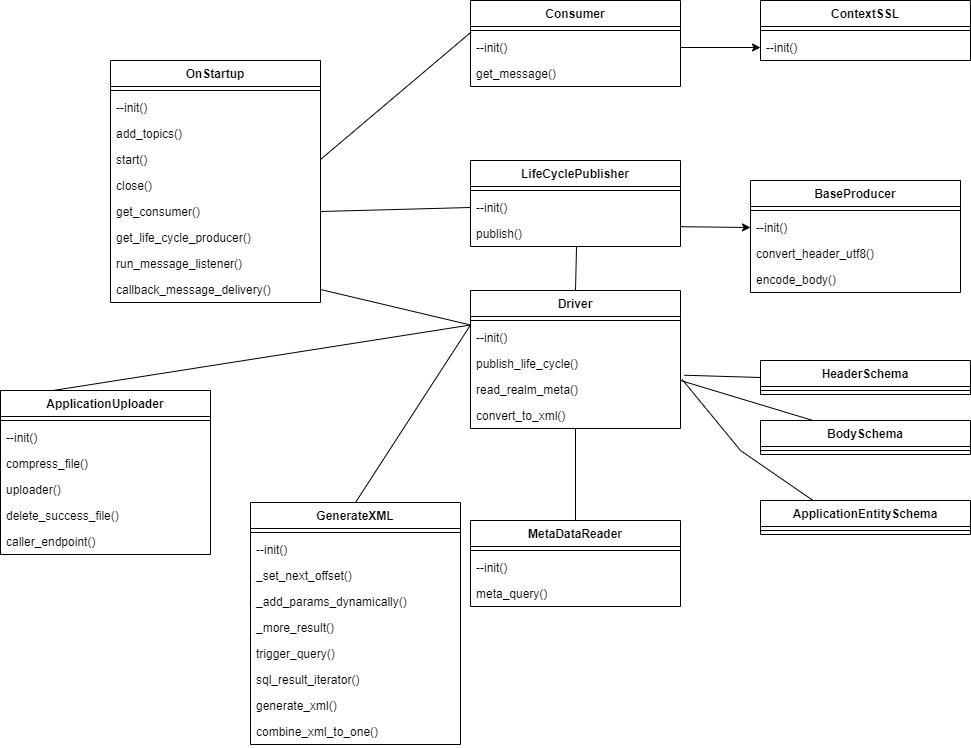 Consumer
--init()
get_message()
ContextSSL
--init()
OnStartup
--init()
add_topics()
start()
close()
get_consumer()
get_life_cycle_producer()
run_message_listener()
callback_message_delivery()
LifeCyclePublisher
--init()
publish()
BaseProducer
--init()
convert_header_utf8()
encode_body()
Driver
--init()
publish_life_cycle()
read_realm_meta()
convert_to_xml()
HeaderSchema
BodySchema
ApplicationEntitySchema
ApplicationUploader
--init()
compress_file()
uploader()
delete_success_file()
caller_endpoint()
GenerateXML
--init()
_set_next_offset()
_add_params_dynamically()
_more_result()
trigger_query()
sql_result_iterator()
generate_xml()
combine_xml_to_one()
MetaDataReader
--init()
meta_query()